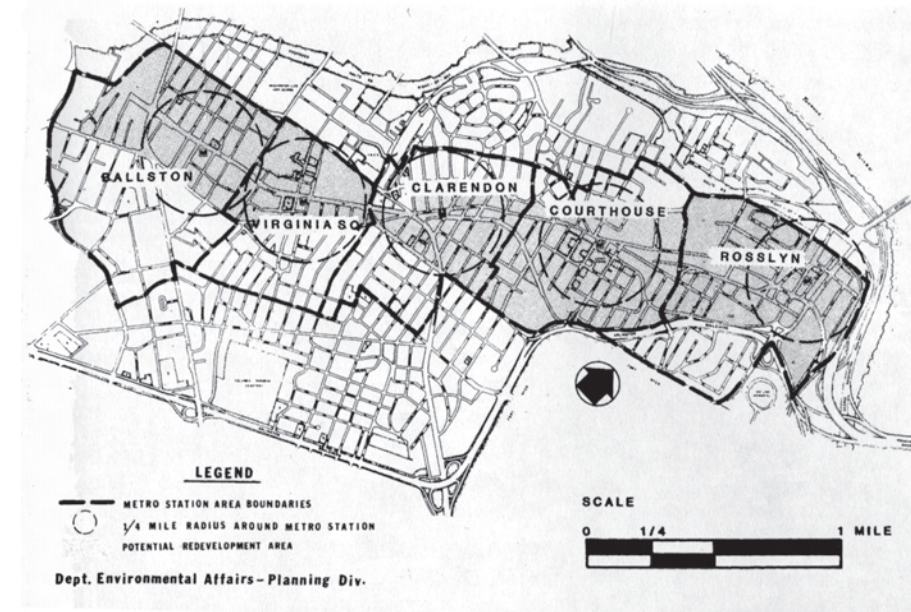 BALLSTON
VIRGINIA SQ
CLARENDON
COURTHOUSE
ROSSLYN
LEGEND
METRO STATION AREA BOUNDARIES
1/4 MILE RADIUS AROUND METRO STATION
POTENTIAL REDEVELOPMENT AREA
Dept. Environmental Affairs-Planning Div.
SCALE
0 1/4 1 MILE